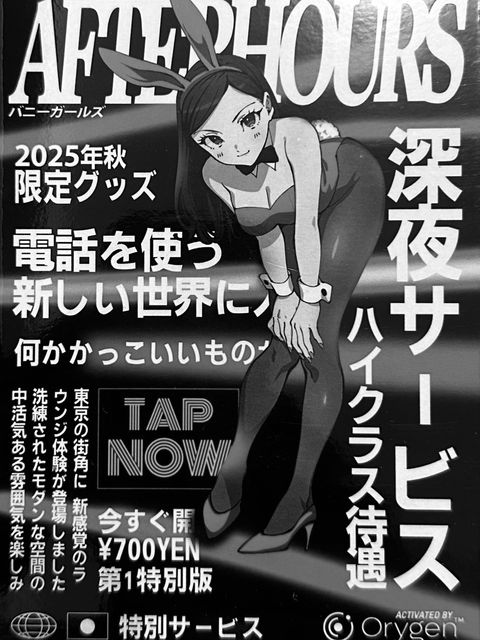 AFTERHOURS
バニーガールズ
2025年秋
限定グッズ
電話を使う
新しい世界に
何かかっこいいもの
深夜サービス
ハイクラス待遇
東京の街角に 新感覚のラ
ウンジ体験が登場しました
洗練されたモダンな空間の
中活気ある雰囲気を楽しみ
TAP
NOW
今すぐ開
¥700YEN
第1特別版
特別サービス
ACTIVATED BY
Orygen™